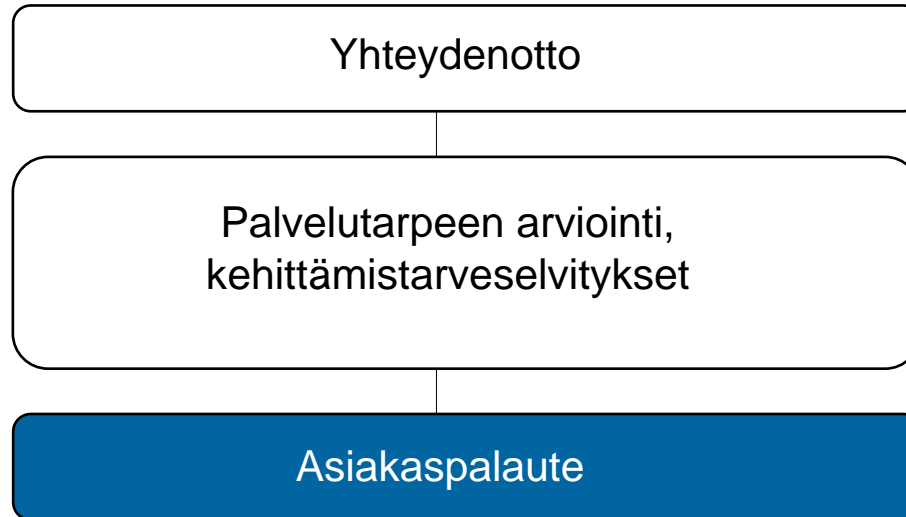 Yhteydenotto
Palvelutarpeen arviointi,
kehittämistarveselvitykset
Asiakaspalaute